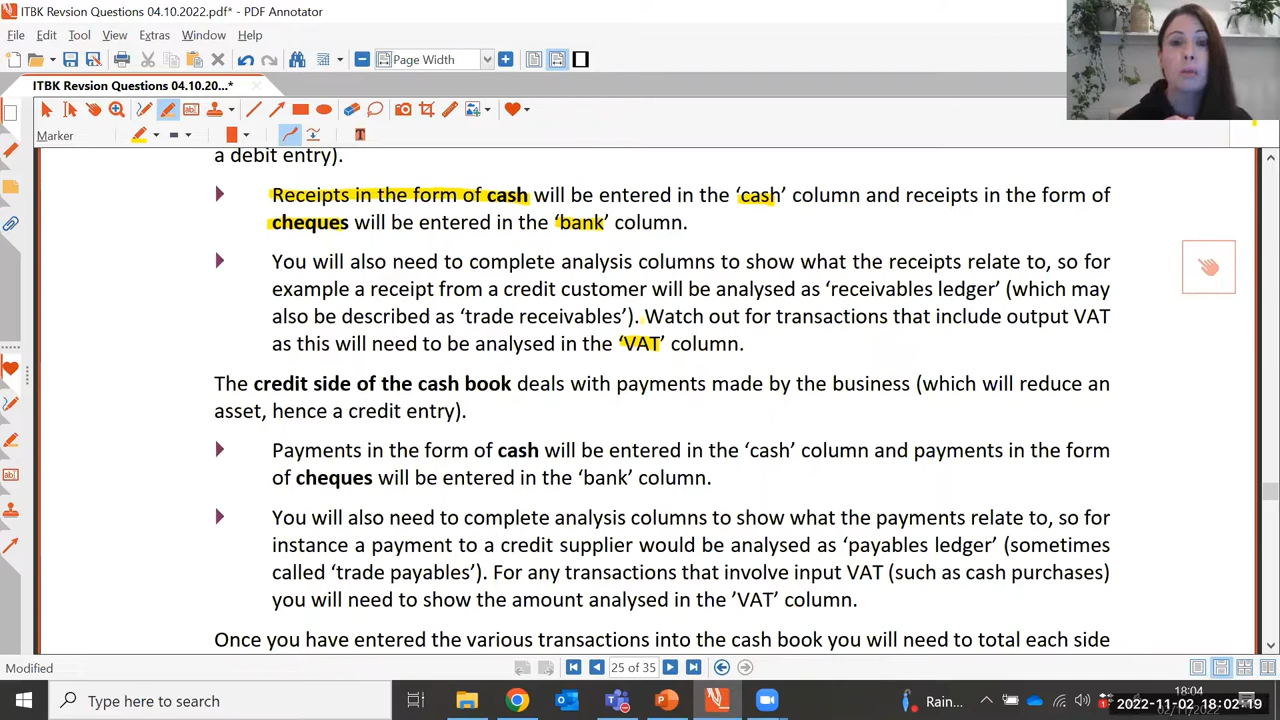 ITBK Revsion Questions 04.10.2022.pdf* - PDF Annotator
File Edit Tool View Extras Window Help
Page Width
ITBK Revsion Questions 04.10.20...*
Marker
a debit entry).
Receipts in the form of cash will be entered in the ‘cash’ column and receipts in the form of
cheques will be entered in the ‘bank’ column.
You will also need to complete analysis columns to show what the receipts relate to, so for
example a receipt from a credit customer will be analysed as ‘receivables ledger’ (which may
also be described as ‘trade receivables’). Watch out for transactions that include output VAT
as this will need to be analysed in the ‘VAT’ column.
The credit side of the cash book deals with payments made by the business (which will reduce an
asset, hence a credit entry).
Payments in the form of cash will be entered in the ‘cash’ column and payments in the form
of cheques will be entered in the ‘bank’ column.
You will also need to complete analysis columns to show what the payments relate to, so for
instance a payment to a credit supplier would be analysed as ‘payables ledger’ (sometimes
called ‘trade payables’). For any transactions that involve input VAT (such as cash purchases)
you will need to show the amount analysed in the ’VAT’ column.
Once you have entered the various transactions into the cash book you will need to total each side
Modified
25 of 35
Type here to search
Rain...
18:04
2022-11-02 18:02:19